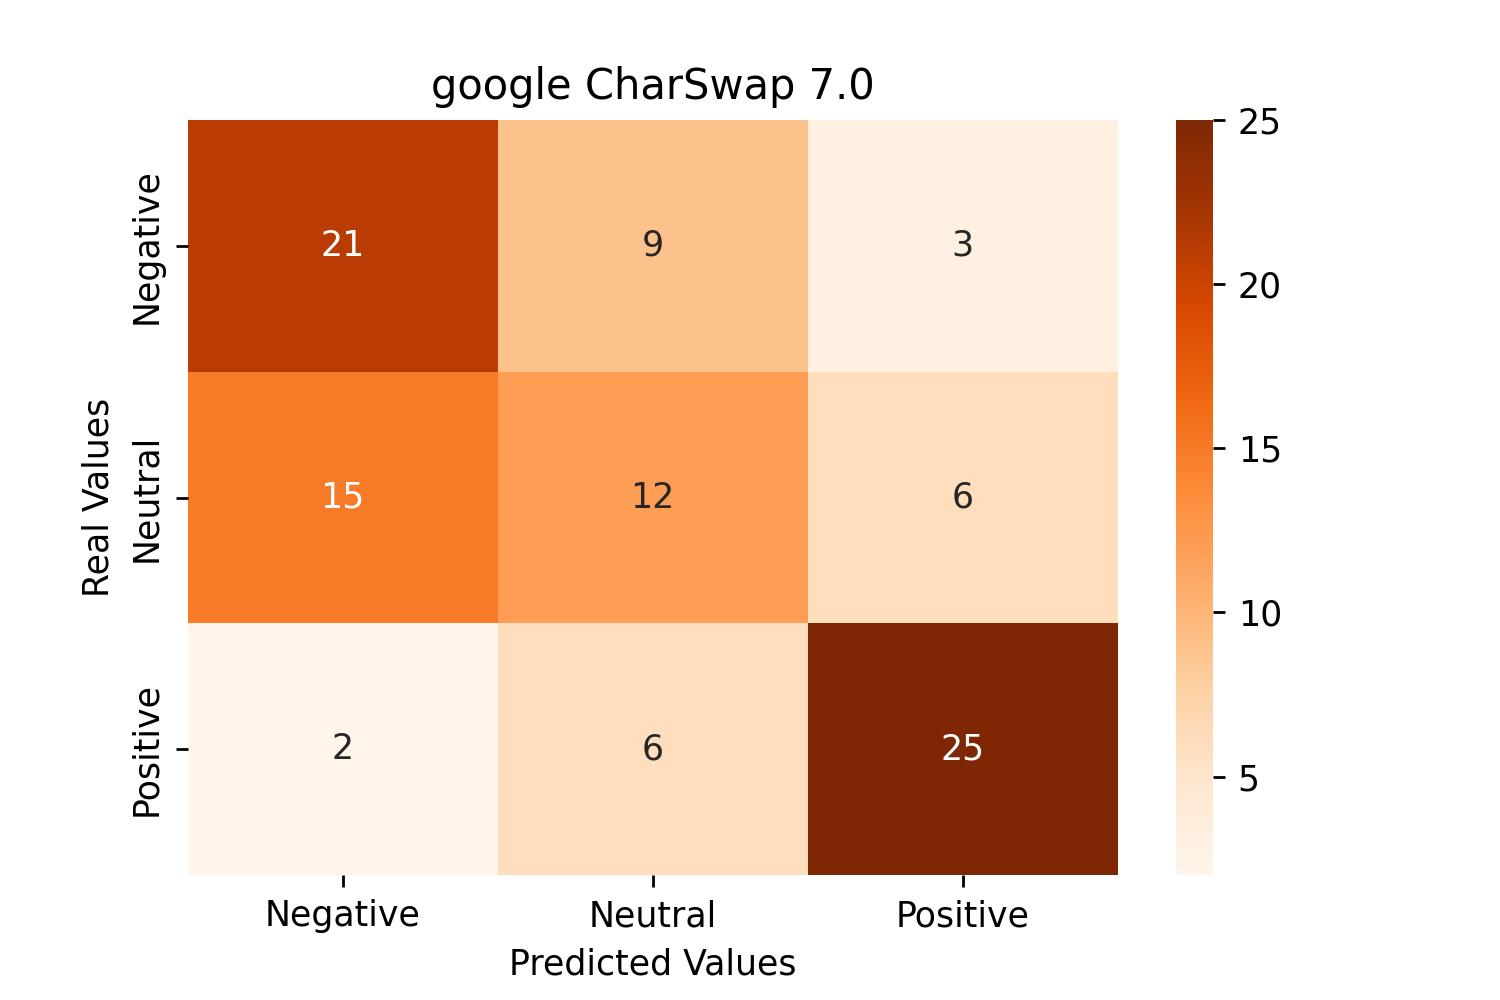 google CharSwap 7.0
Real Values
Negative
21 9 3
Neutral
15 12 6
Positive
2 6 25
Negative Neutral Positive
Predicted Values
25
20
15
10
5